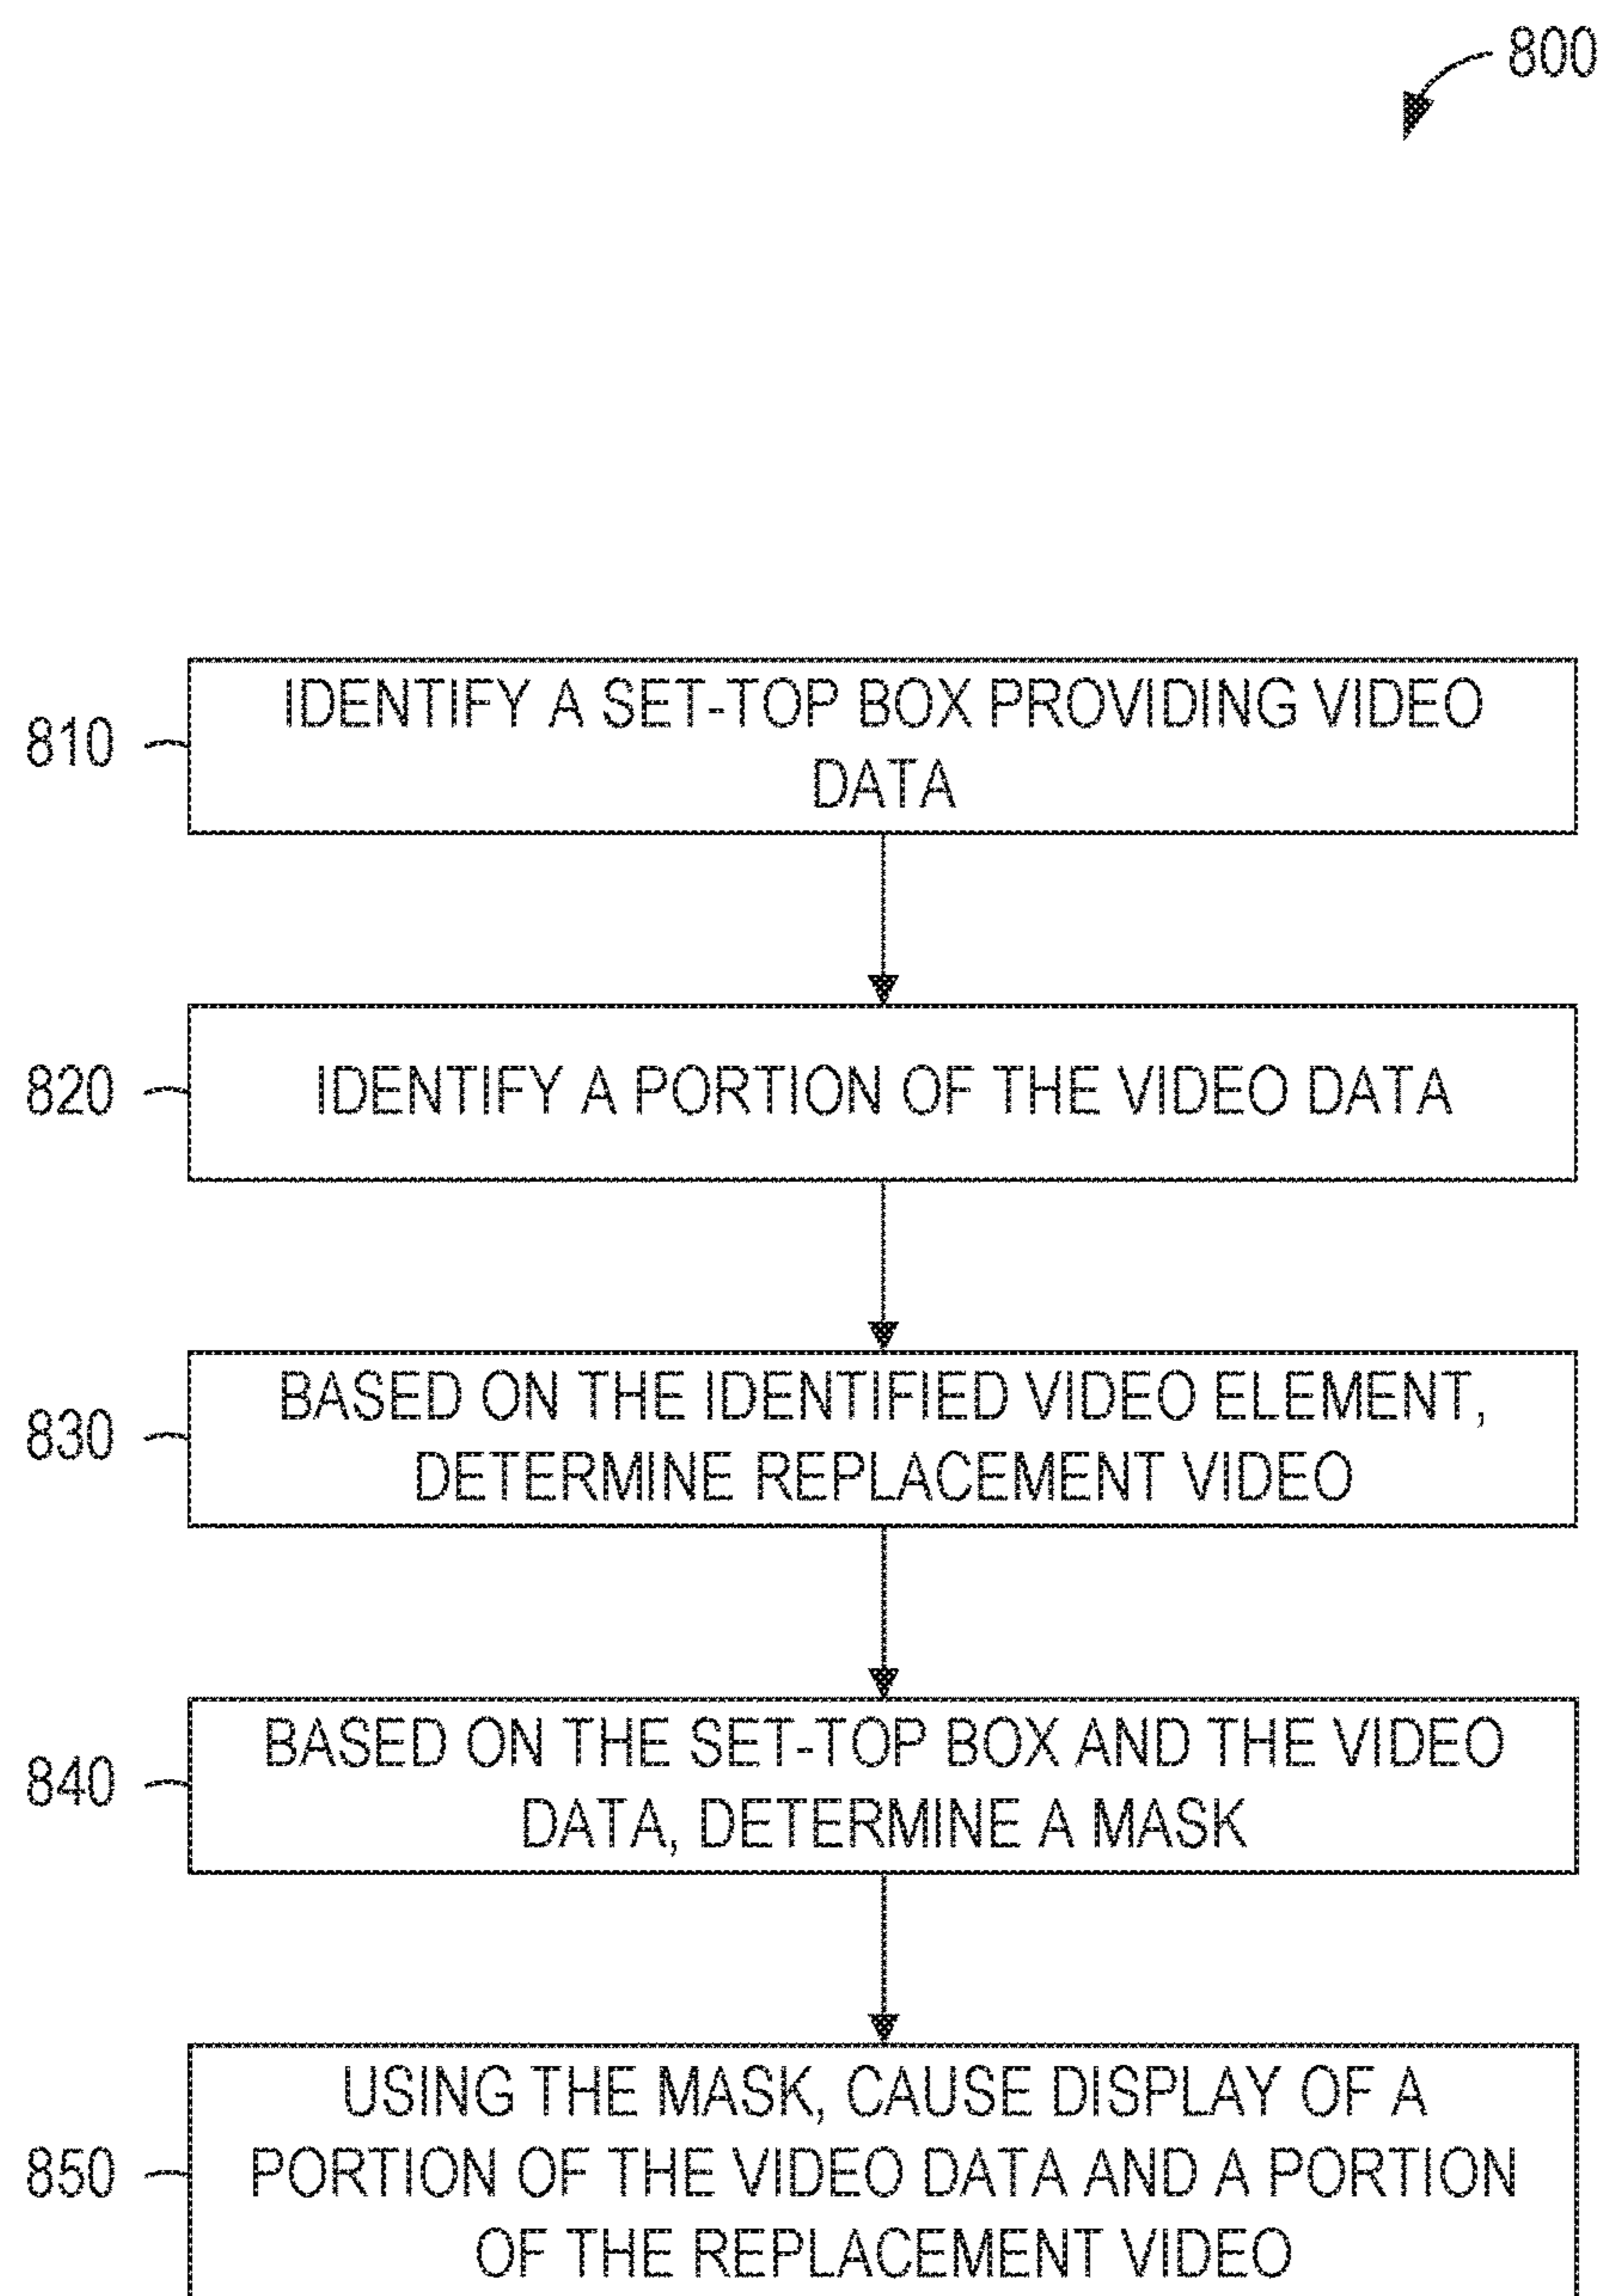 800
810
IDENTIFY A SET-TOP BOX PROVIDING VIDEO
DATA
820
IDENTIFY A PORTION OF THE VIDEO DATA
830
BASED ON THE IDENTIFIED VIDEO ELEMENT,
DETERMINE REPLACEMENT VIDEO
840
BASED ON THE SET-TOP BOX AND THE VIDEO
DATA, DETERMINE A MASK
850
USING THE MASK, CAUSE DISPLAY OF A
PORTION OF THE VIDEO DATA AND A PORTION
OF THE REPLACEMENT VIDEO